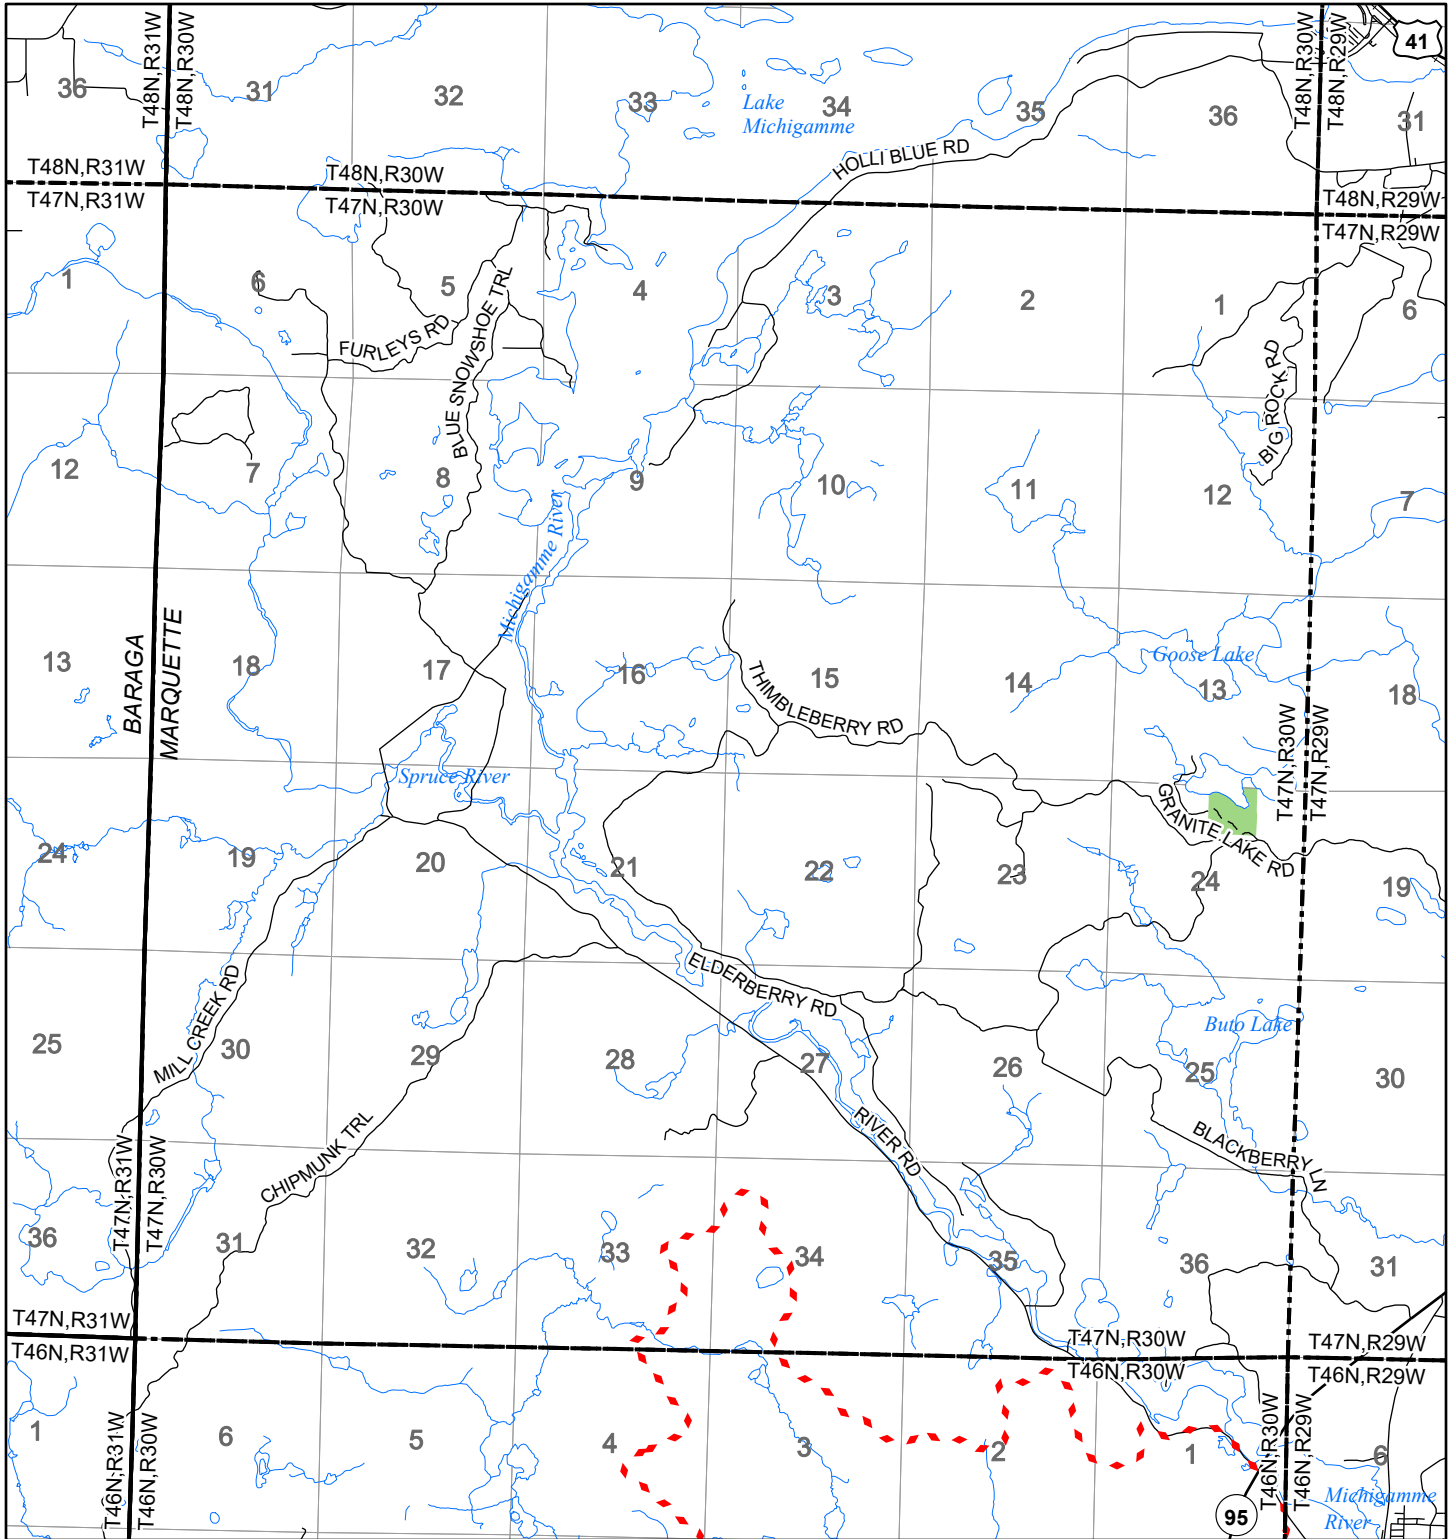 T48N,R31W
T48N,R30W
T48N,R30W
T48N,R29W
41
36
31
32
33
34
35
36
31
Lake
Michigamme
HOLLI BLUE RD
T48N,R31W
T47N,R31W
T48N,R30W
T47N,R30W
T48N,R29W
T47N,R29W
1
6
5
4
3
2
1
6
FURLEYS RD
BLUE SNOWSHOE TRL
BIG ROCK RD
12
7
8
9
10
11
12
7
Michigamme River
BARAGA
MARQUETTE
13
18
17
16
15
14
13
18
Goose Lake
THIMBLEBERRY RD
T47N,R30W
T47N,R29W
Spruce River
GRANITE LAKE RD
24
19
20
21
22
23
24
19
ELDERBERRY RD
MILL CREEK RD
Buto Lake
25
30
29
28
27
26
25
30
RIVER RD
CHIPMUNK TRL
BLACKBERRY LN
T47N,R31W
T47N,R30W
36
31
32
33
34
35
36
31
T47N,R31W
T46N,R31W
T47N,R30W
T46N,R30W
T47N,R29W
T46N,R29W
1
6
5
4
3
2
1
6
T46N,R31W
T46N,R30W
T46N,R30W
T46N,R29W
95
Michigamme
River